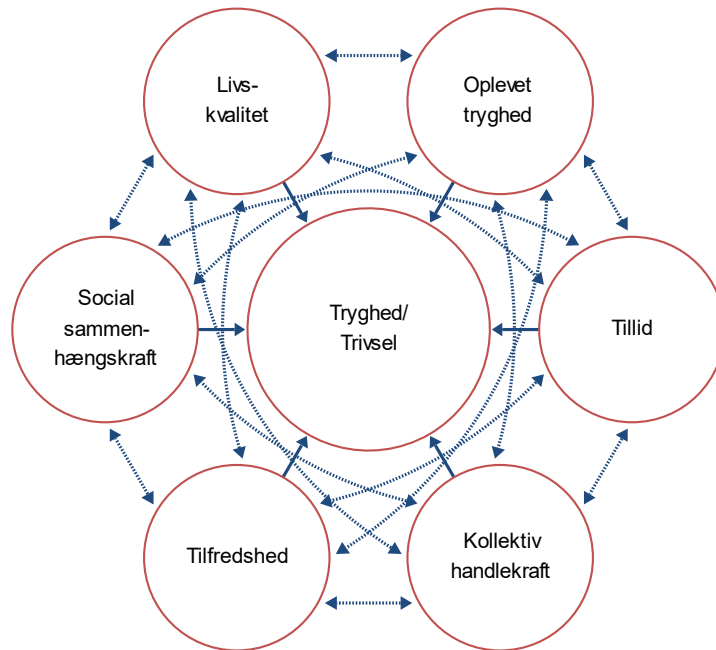 Livs-
kvalitet
Oplevet
tryghed
Social
sammen-
hængskraft
Tryghed/
Trivsel
Tillid
Tilfredshed
Kollektiv
handlekraft